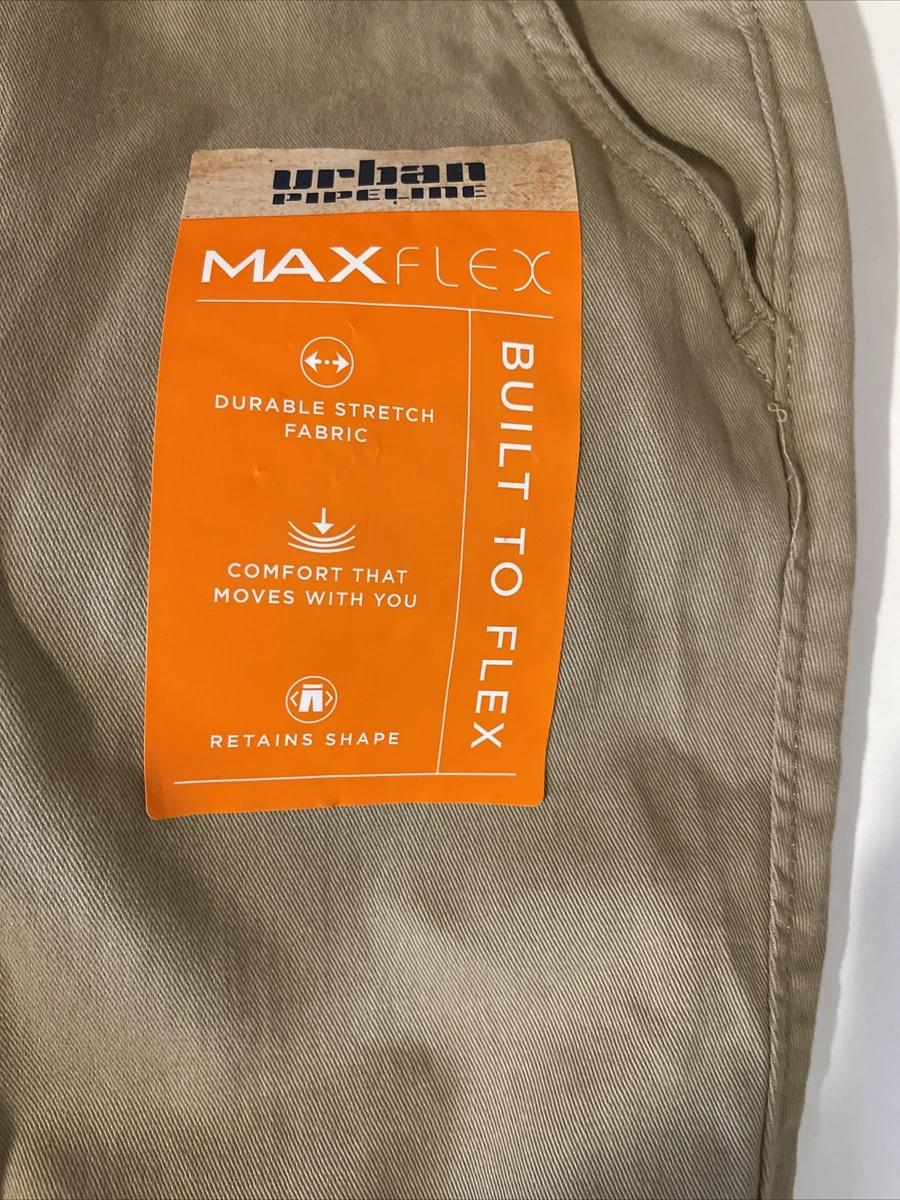 urban
PIPELINE
MAXFLEX
DURABLE STRETCH
FABRIC
COMFORT THAT
MOVES WITH YOU
RETAINS SHAPE
BUILT TO FLEX